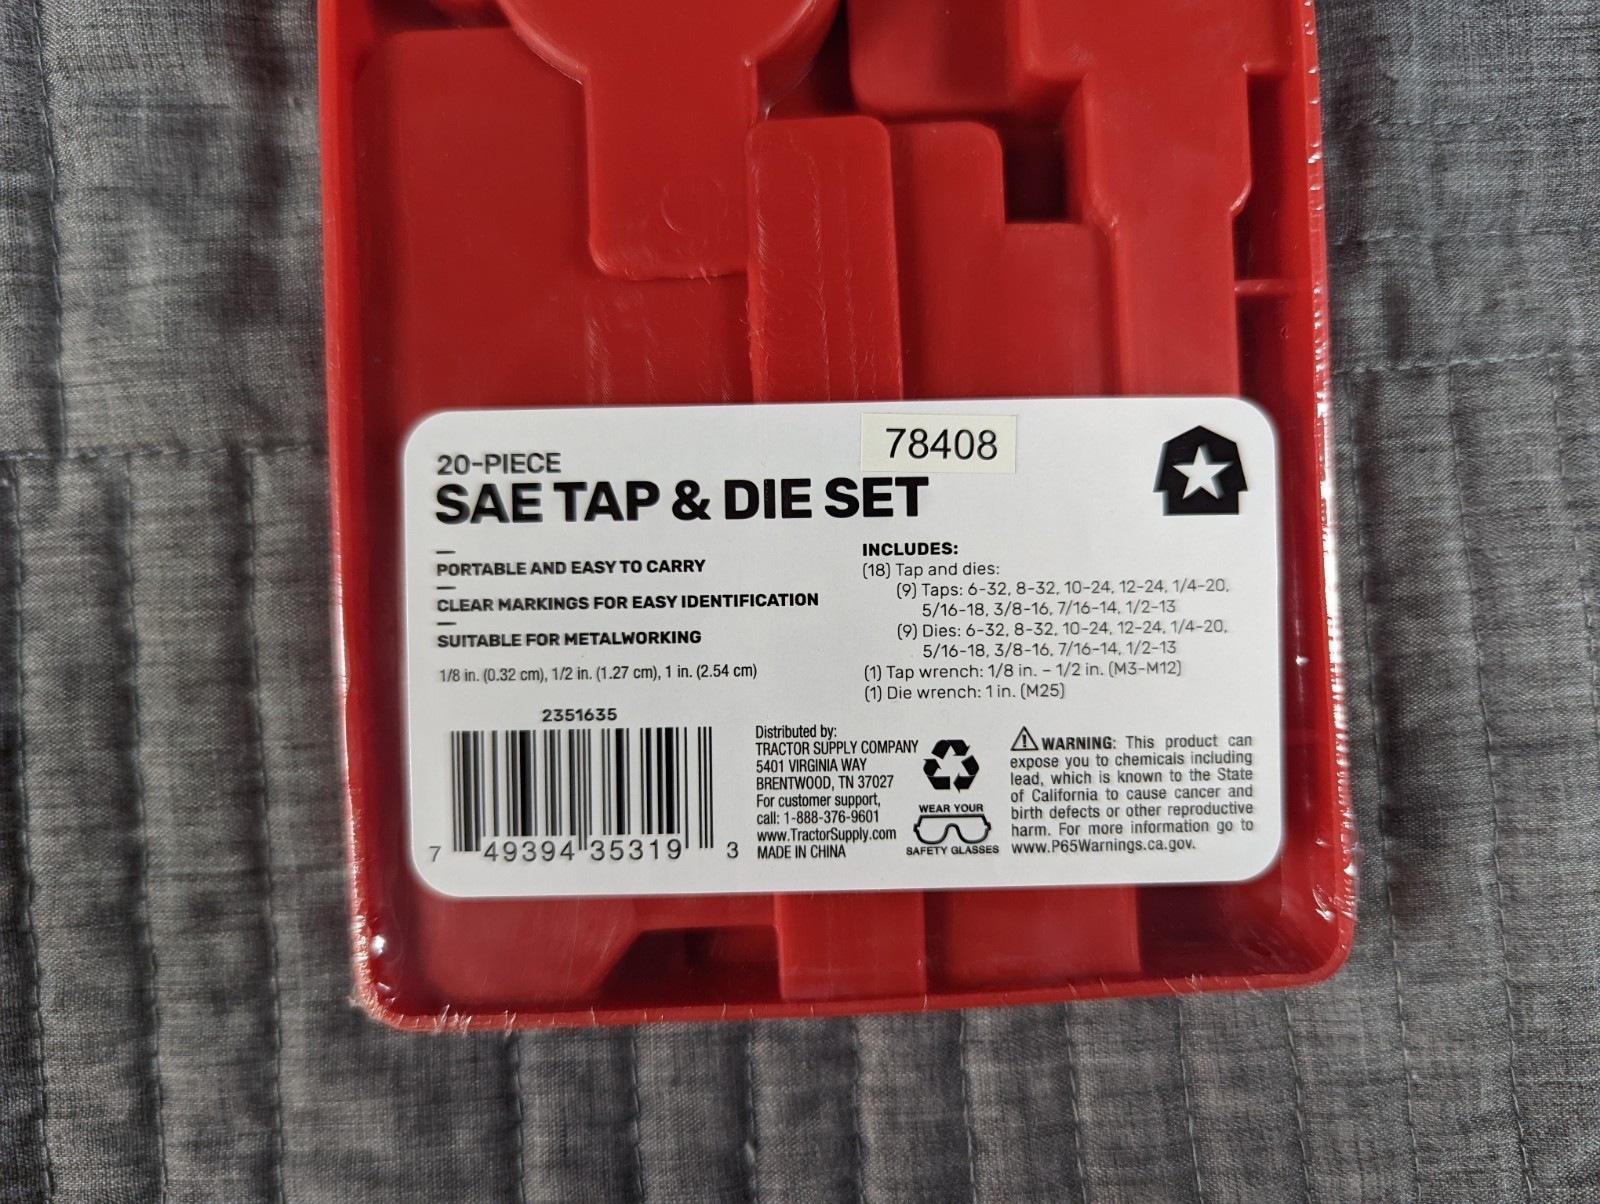 78408
20-PIECE
SAE TAP & DIE SET
PORTABLE AND EASY TO CARRY
CLEAR MARKINGS FOR EASY IDENTIFICATION
SUITABLE FOR METALWORKING
1/8 in. (0.32 cm), 1/2 in. (1.27 cm), 1 in. (2.54 cm)
INCLUDES:
(18) Tap and dies:
(9) Taps: 6-32, 8-32, 10-24, 12-24, 1/4-20,
5/16-18, 3/8-16, 7/16-14, 1/2-13
(9) Dies: 6-32, 8-32, 10-24, 12-24, 1/4-20,
5/16-18, 3/8-16, 7/16-14, 1/2-13
(1) Tap wrench: 1/8 in. – 1/2 in. (M3-M12)
(1) Die wrench: 1 in. (M25)
2351635
7 49394 35319 3
Distributed by:
TRACTOR SUPPLY COMPANY
5401 VIRGINIA WAY
BRENTWOOD, TN 37027
For customer support,
call: 1-888-376-9601
www.TractorSupply.com
MADE IN CHINA
WEAR YOUR
SAFETY GLASSES
WARNING: This product can
expose you to chemicals including
lead, which is known to the State
of California to cause cancer and
birth defects or other reproductive
harm. For more information go to
www.P65Warnings.ca.gov.